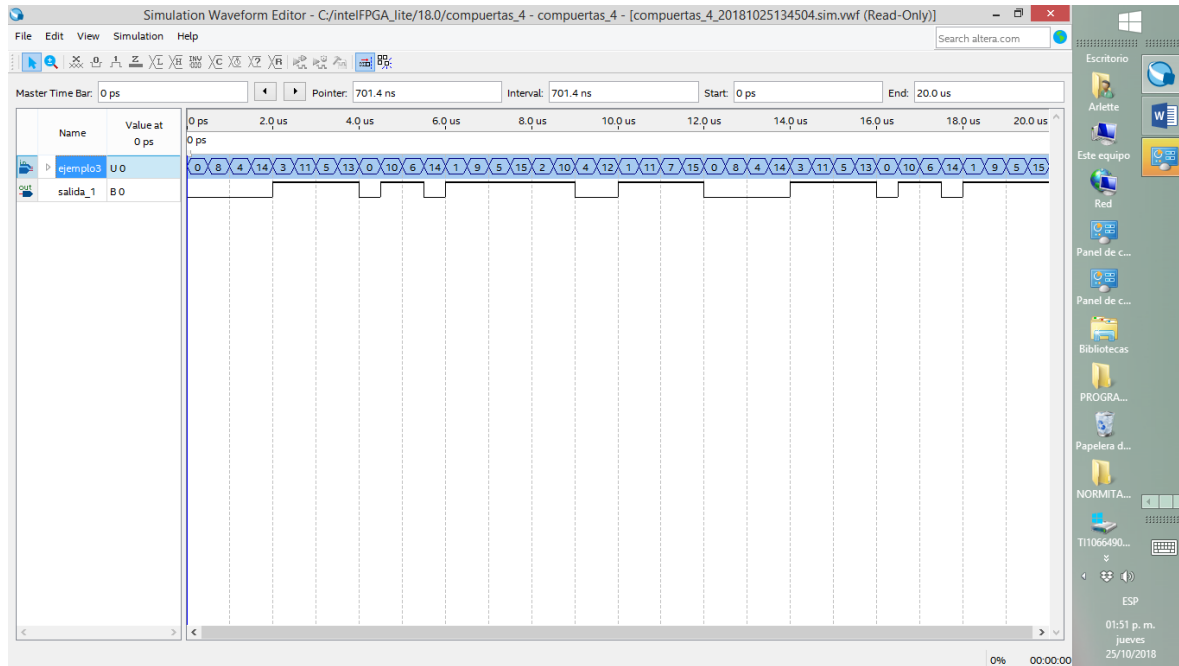 Simulation Waveform Editor - C:/intelFPGA_lite/18.0/compuertas_4 - compuertas_4 - [compuertas_4_20181025134504.sim.vwf (Read-Only)]
File Edit View Simulation Help
Search altera.com
Master Time Bar: 0 ps Pointer: 701.4 ns Interval: 701.4 ns Start: 0 ps End: 20.0 us
Name Value at 0 ps
0 ps 2.0 us 4.0 us 6.0 us 8.0 us 10.0 us 12.0 us 14.0 us 16.0 us 18.0 us 20.0 us
0 ps
ejemplo3 U 0 0 8 4 14 3 11 5 13 0 10 6 14 1 9 5 15 2 10 4 12 1 11 7 15 0 8 4 14 3 11 5 13 0 10 6 14 1 9 5 15
salida_1 B 0
0% 00:00:00
Escritorio
Arlette
Este equipo
Red
Panel de c...
Panel de c...
Bibliotecas
PROGRA...
Papelera d...
NORMITA...
TI1066490...
ESP
01:51 p. m.
jueves
25/10/2018